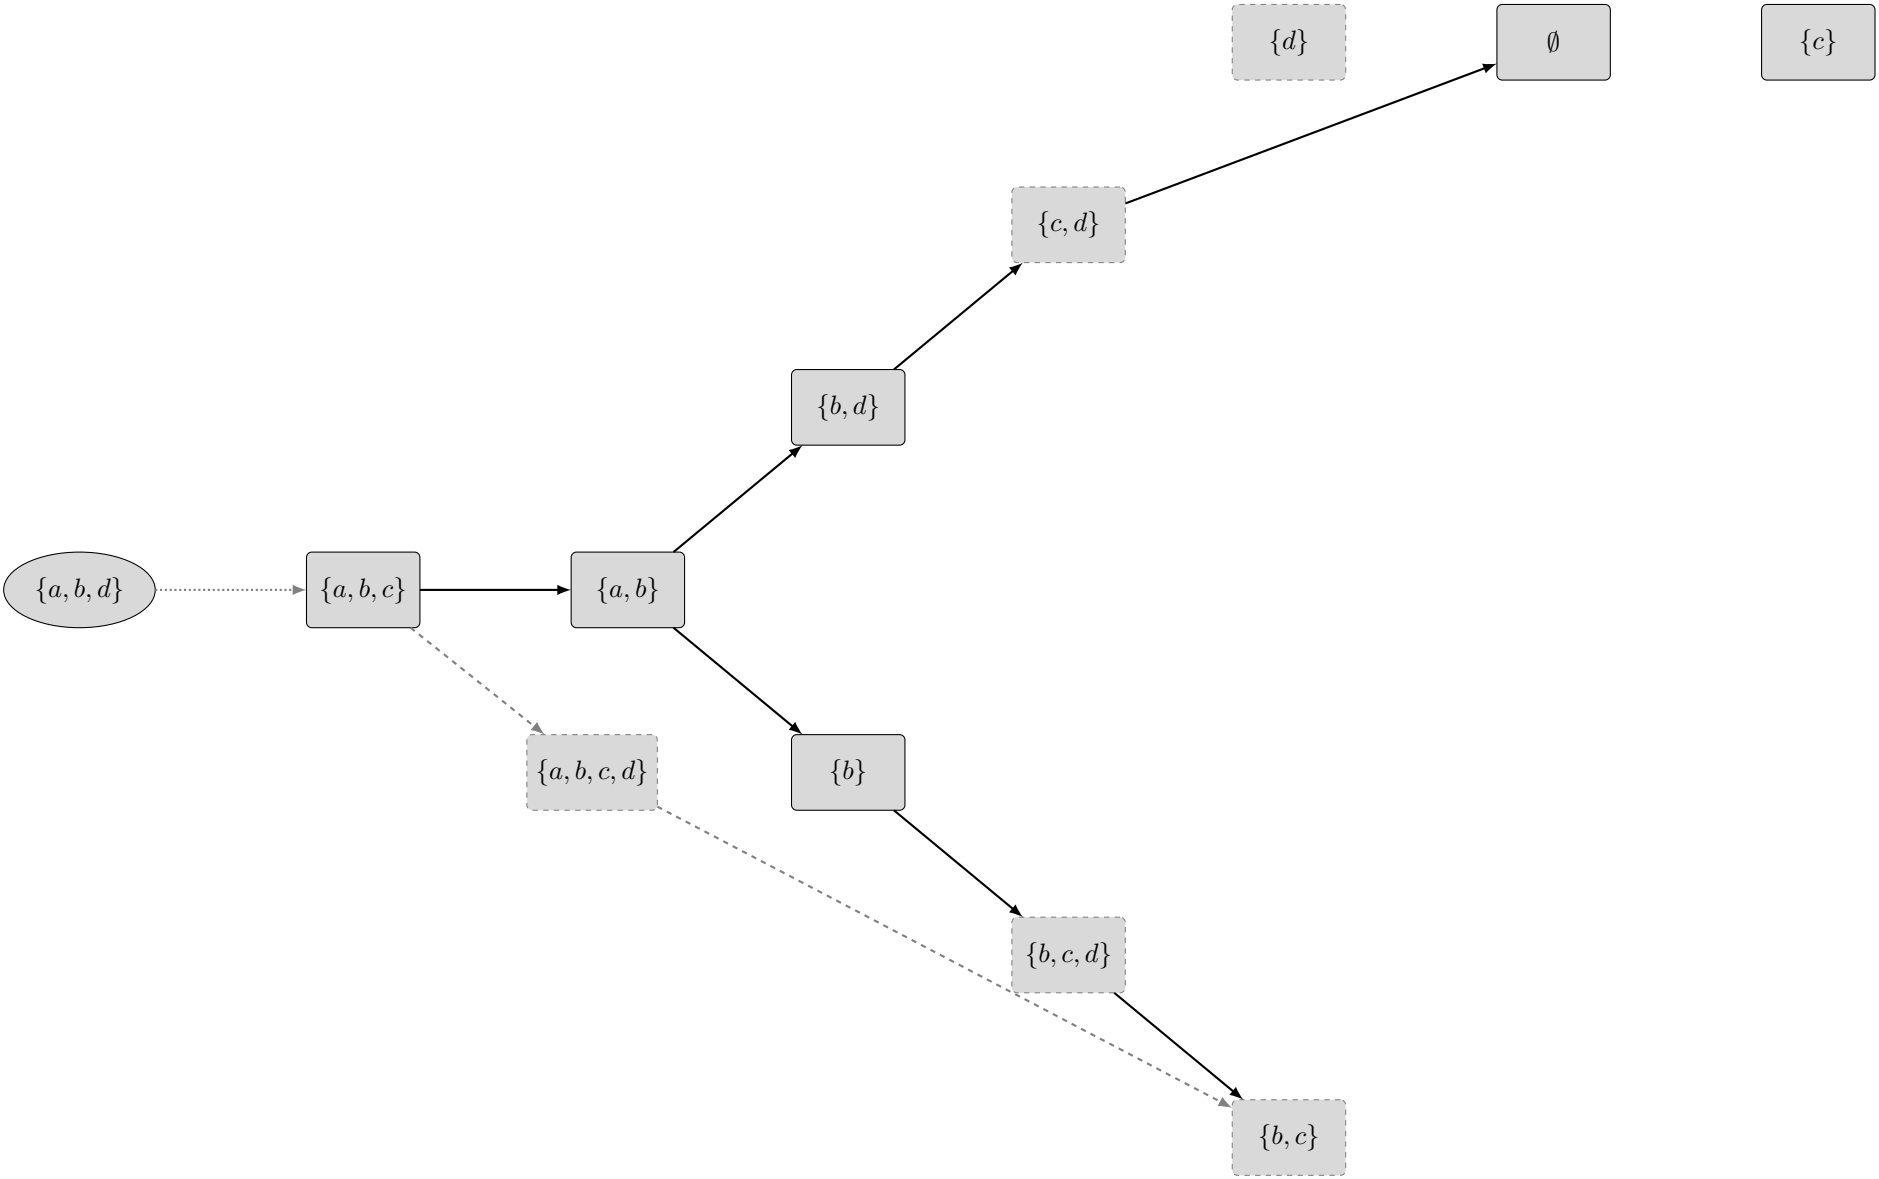 {d}
∅
{c}
{c, d}
{b, d}
{a, b, d}
{a, b, c}
{a, b}
{a, b, c, d}
{b}
{b, c, d}
{b, c}